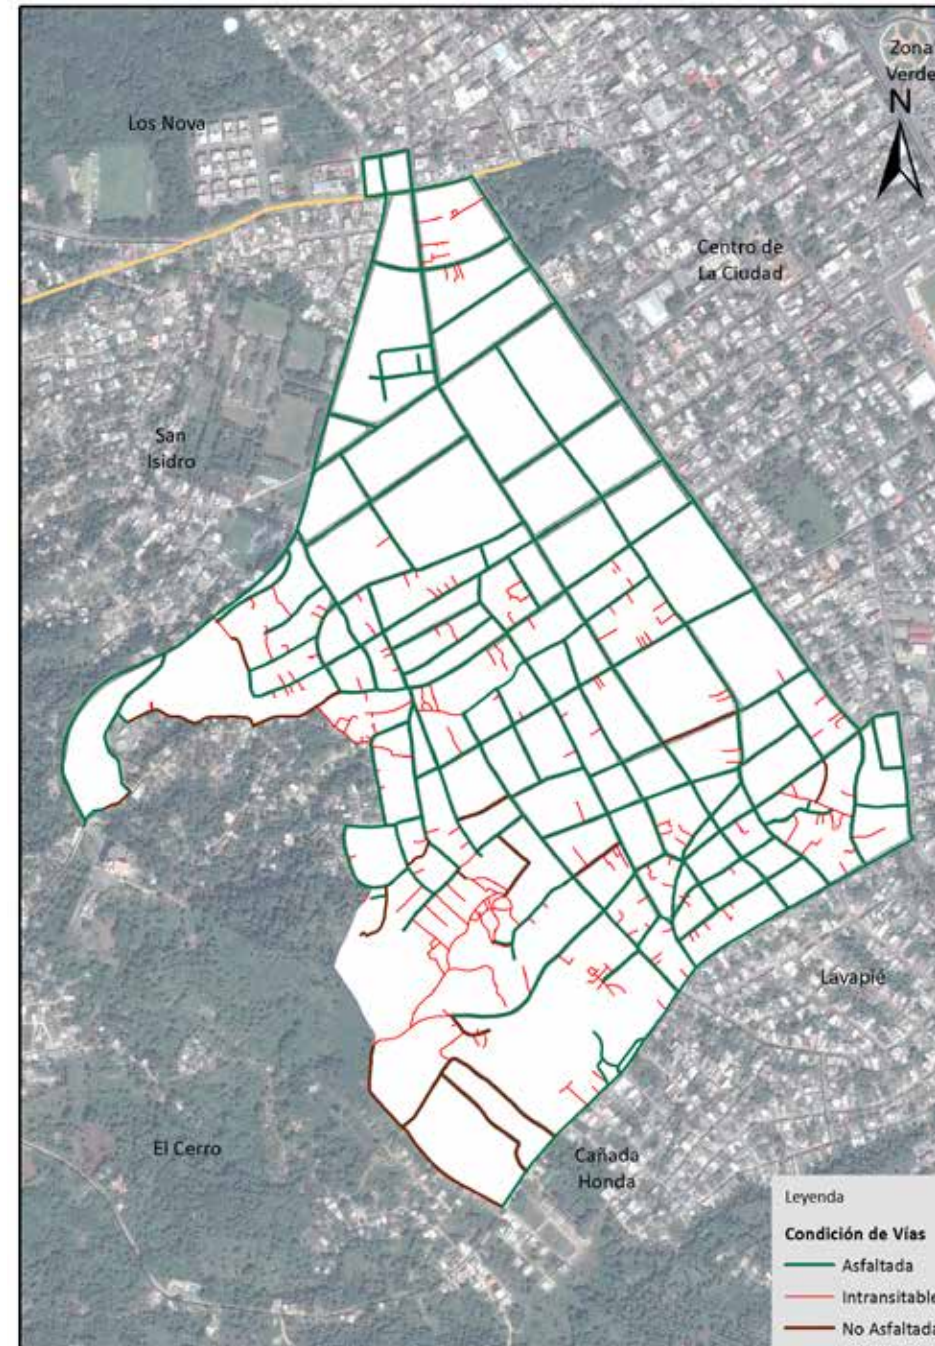 Zona
Verde
N
Los Nova
Centro de
La Ciudad
San
Isidro
Lavapié
El Cerro
Cañada
Honda
Leyenda
Condición de Vías
Asfaltada
Intransitable
No Asfaltada